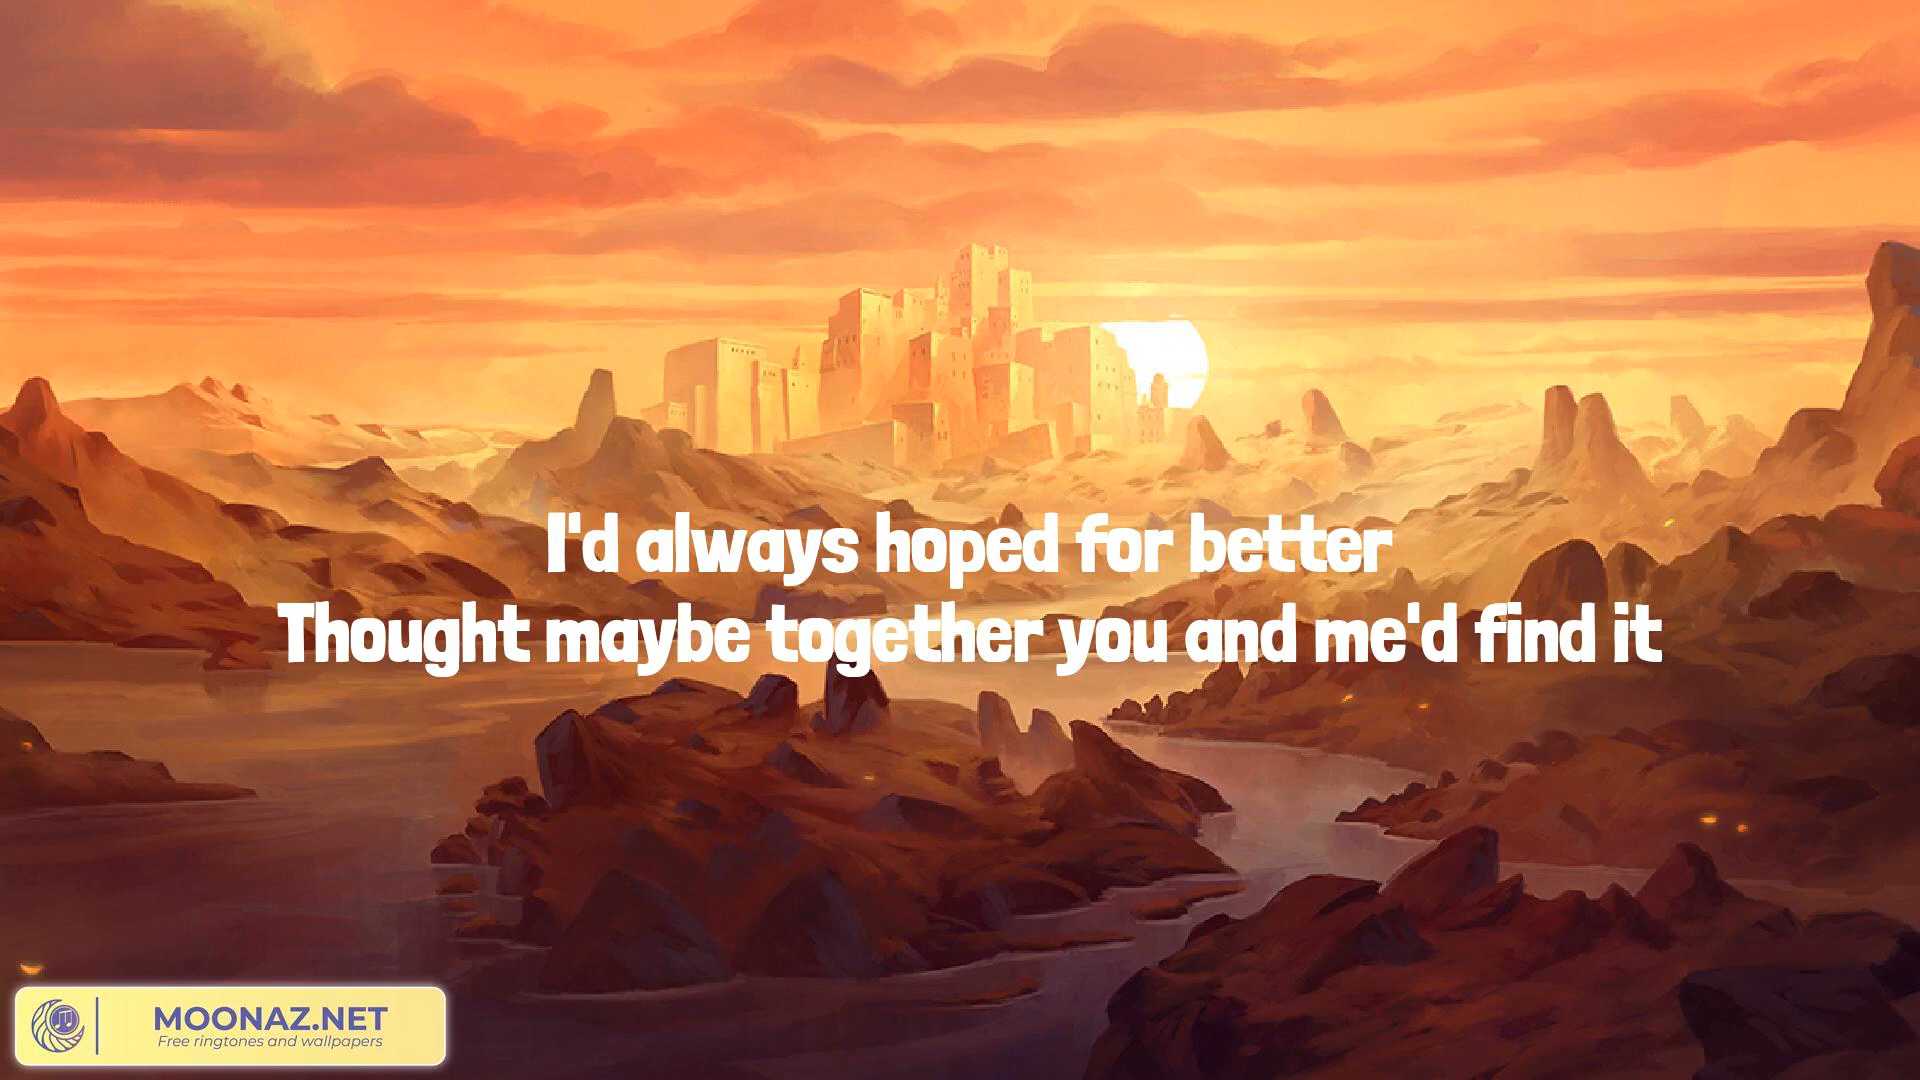 I'd always hoped for better
Thought maybe together you and me'd find it
MOONAZ.NET
Free ringtones and wallpapers